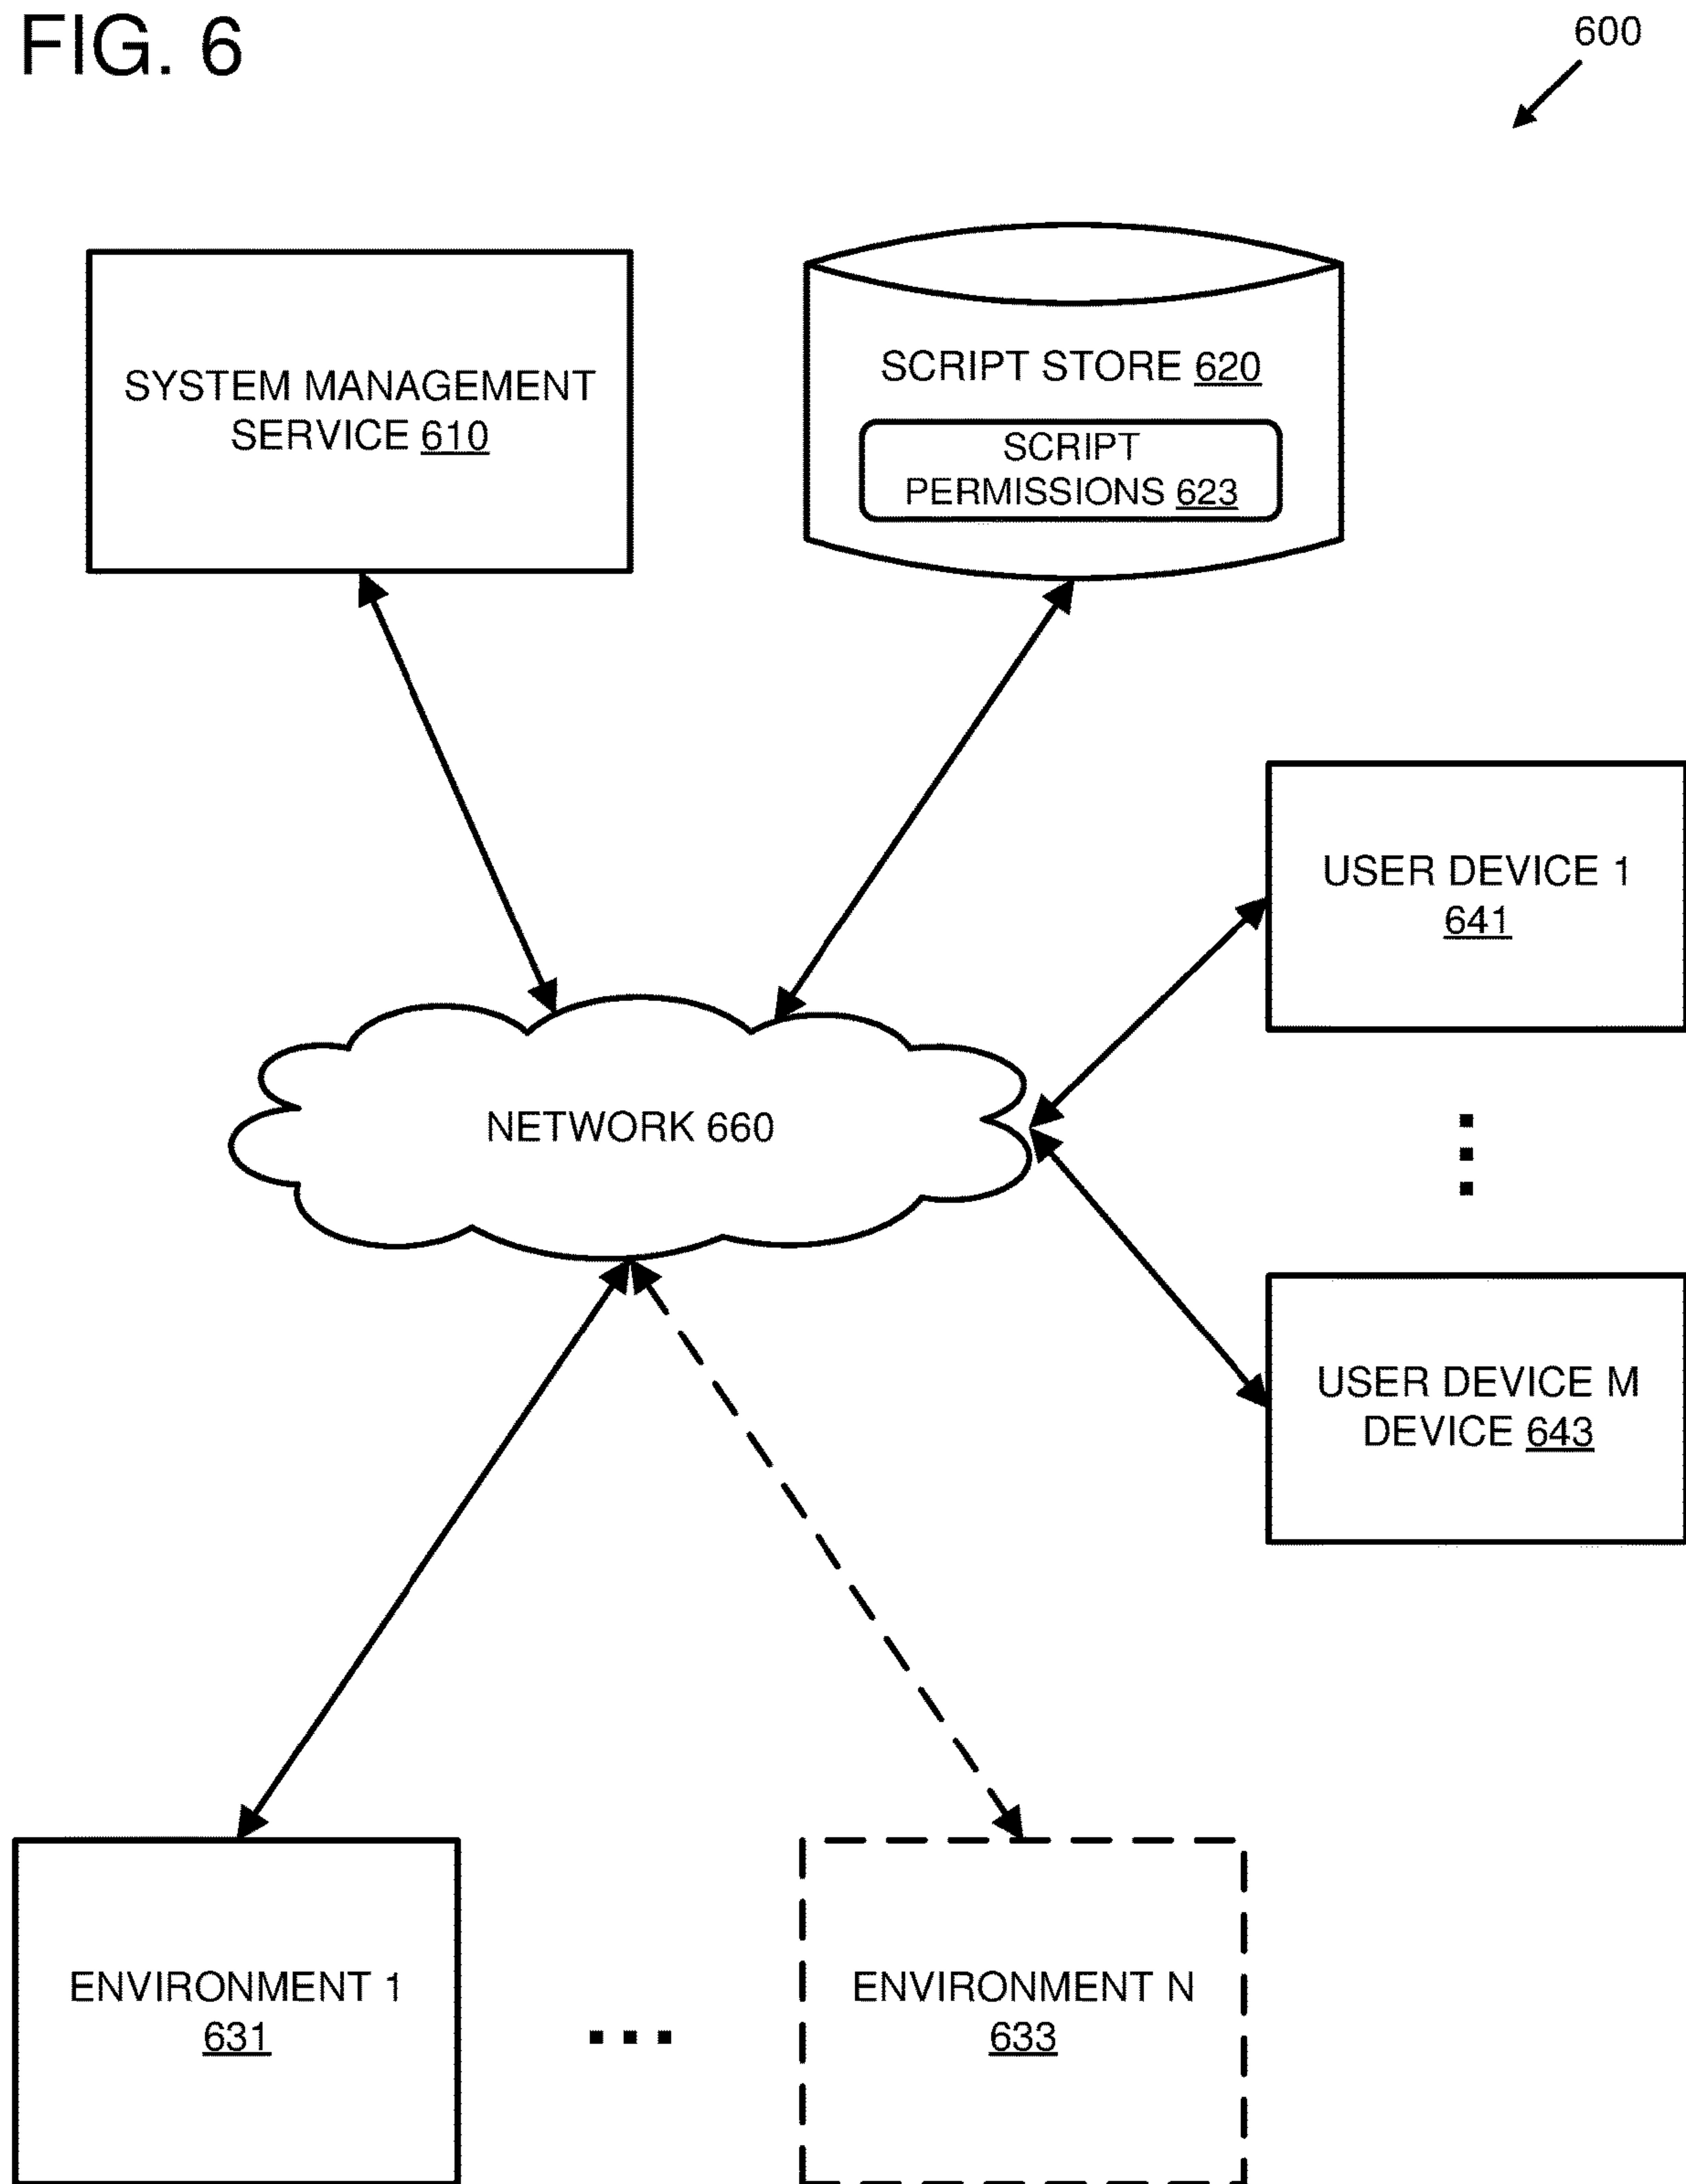 FIG. 6
600
SYSTEM MANAGEMENT
SERVICE 610
SCRIPT STORE 620
SCRIPT
PERMISSIONS 623
USER DEVICE 1
641
NETWORK 660
USER DEVICE M
DEVICE 643
ENVIRONMENT 1
631
ENVIRONMENT N
633